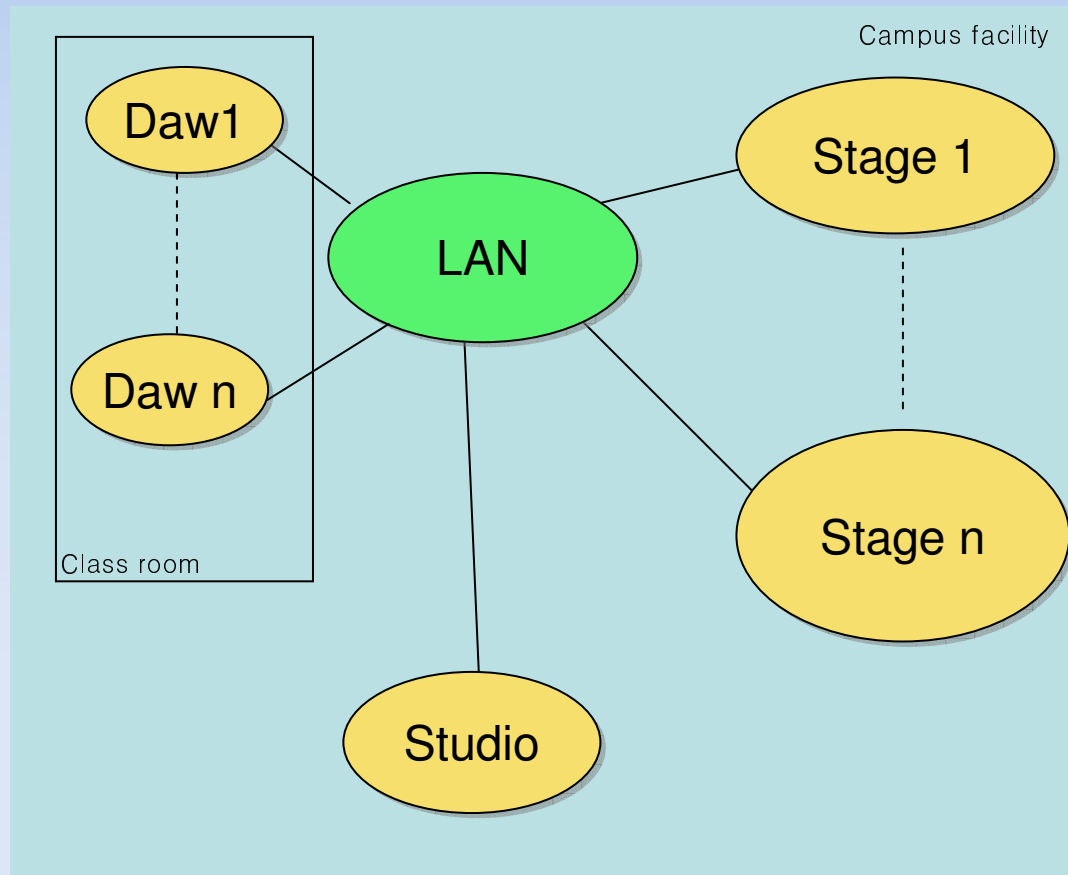 Campus facility
Daw1
Stage 1
LAN
Daw n
Stage n
Class room
Studio